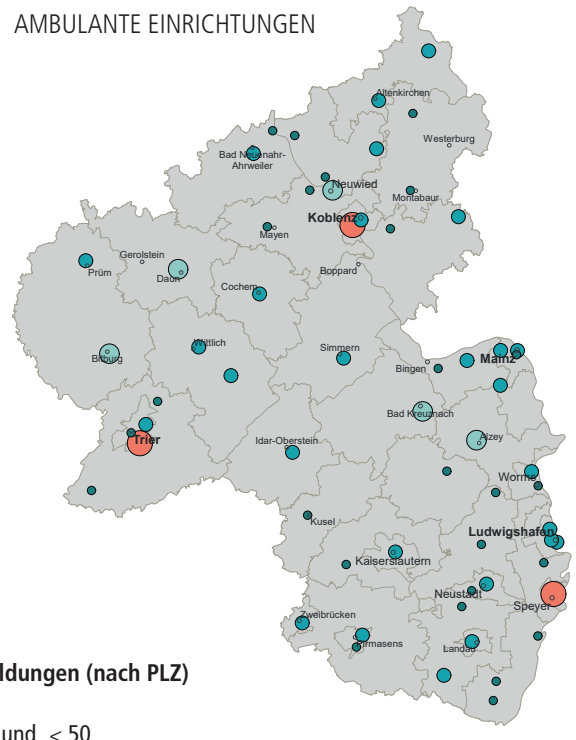 AMBULANTE EINRICHTUNGEN
Altenkirchen
Westerburg
Bad Neuenahr-
Ahrweiler
Neuwied
Montabaur
Koblenz
Mayen
Gerolstein
Boppard
Daun
Prüm
Cochem
Wittlich
Simmern
Mainz
Bitburg
Bingen
Bad Kreuznach
Trier
Idar-Oberstein
Alzey
Worms
Kusel
Ludwigshafen
Kaiserslautern
Neustadt
Speyer
Zweibrücken
Pirmasens
Landau
ldungen (nach PLZ)
und < 50